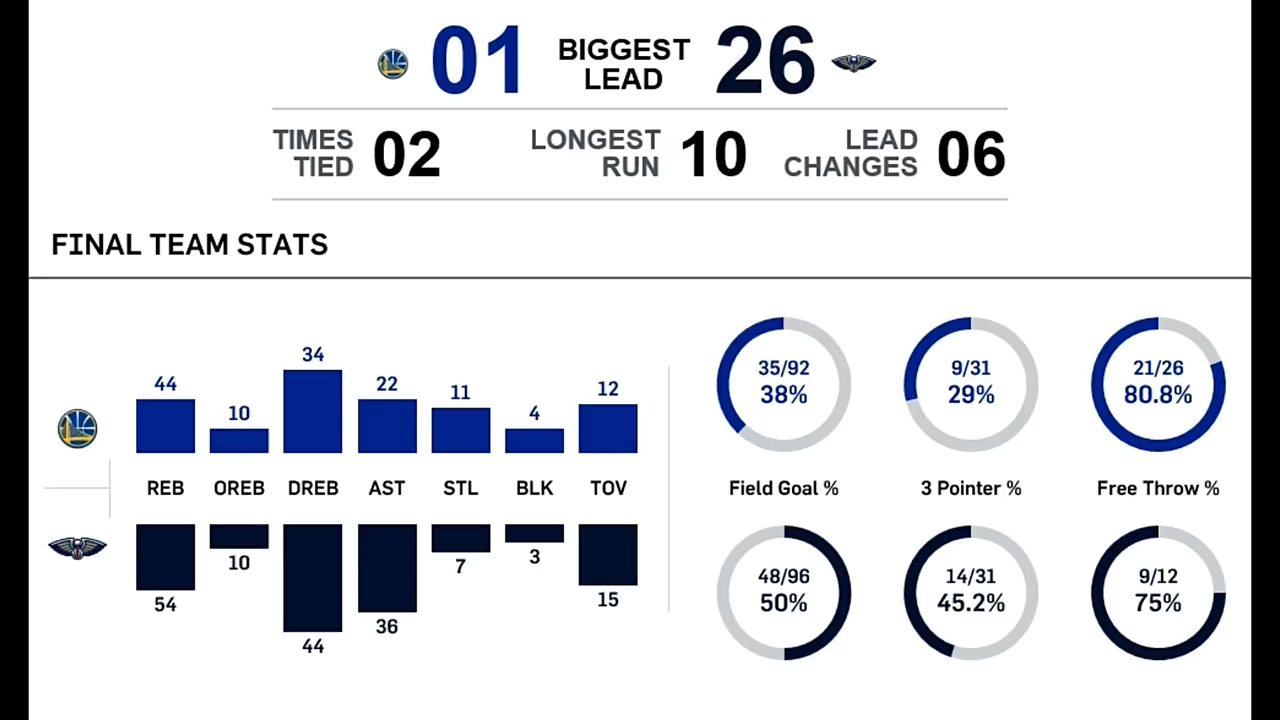 01 BIGGEST LEAD 26
TIMES TIED 02 LONGEST RUN 10 LEAD CHANGES 06
FINAL TEAM STATS
44 10 34 22 11 4 12
REB OREB DREB AST STL BLK TOV
54 10 44 36 7 3 15
35/92 9/31 21/26
38% 29% 80.8%
Field Goal % 3 Pointer % Free Throw %
48/96 14/31 9/12
50% 45.2% 75%